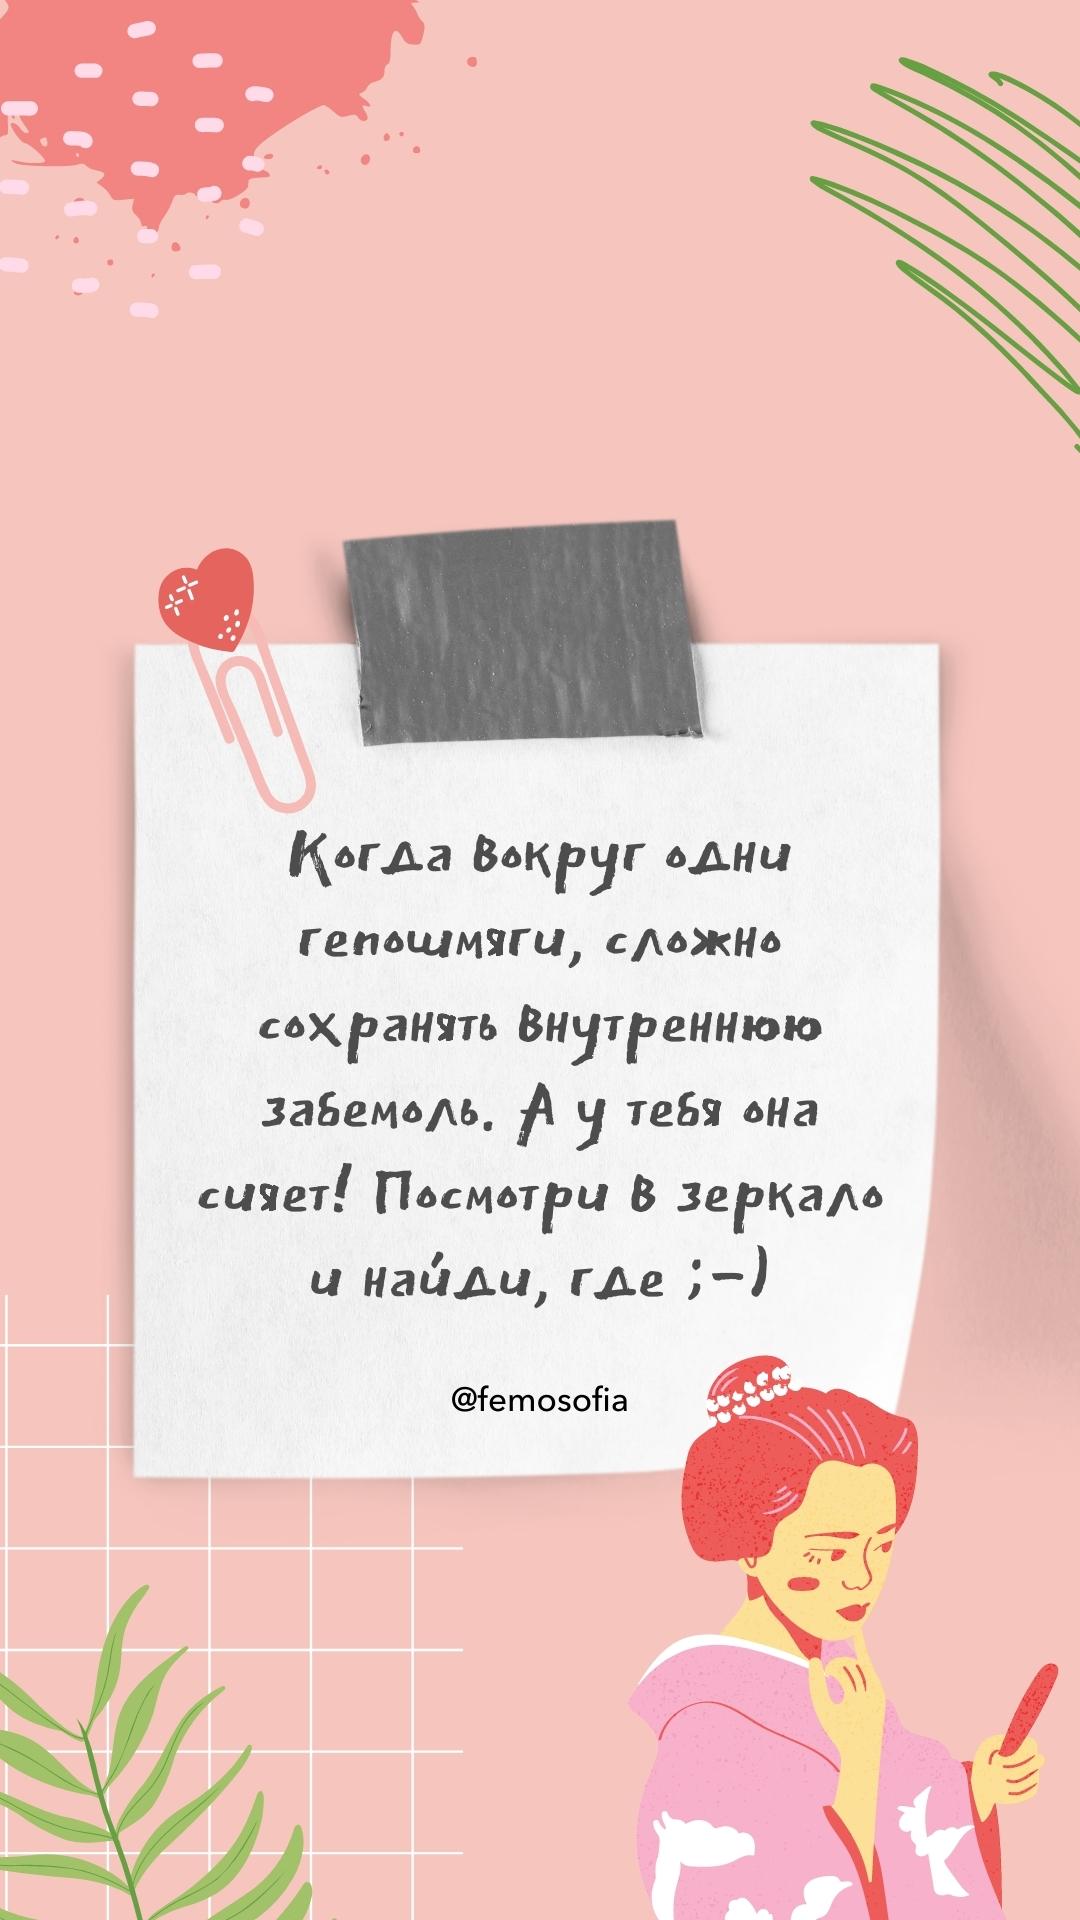 Когда вокруг одни
гепошмяги, сложно
сохранять внутреннюю
забемоль. А у тебя она
сияет! Посмотри в зеркало
и найди, где ;-)
@femosofia